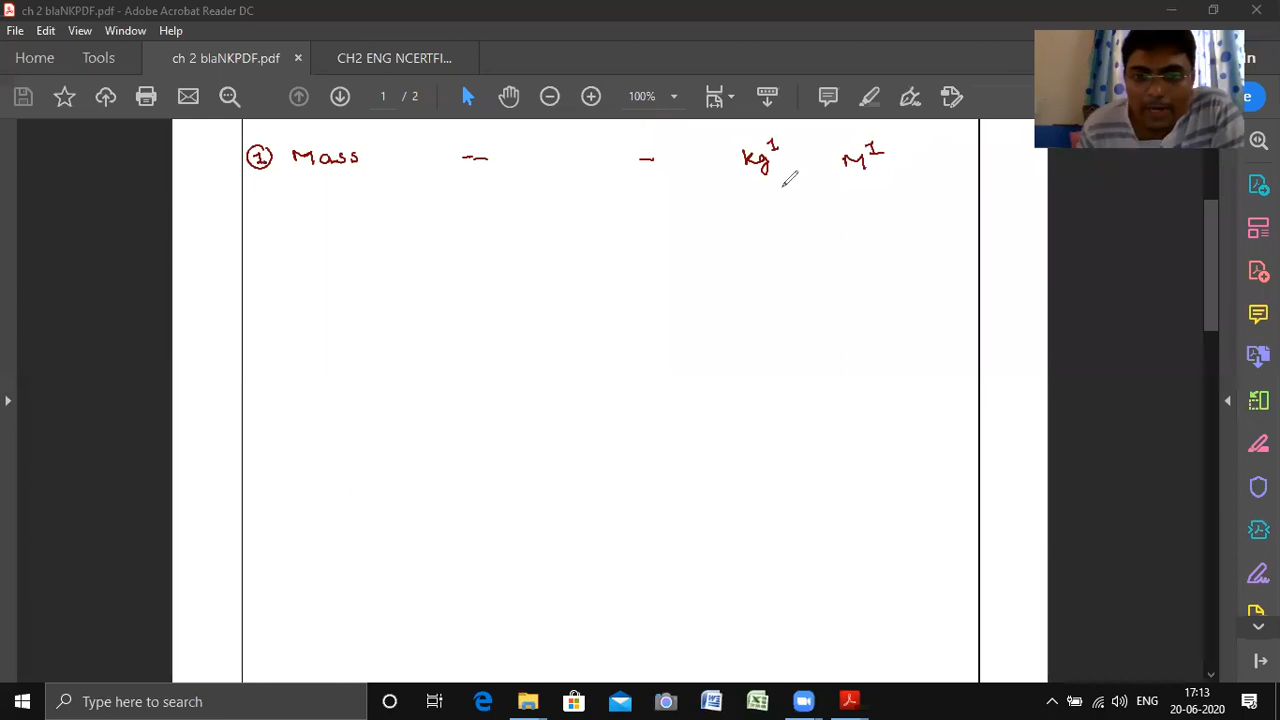 ch 2 blaNKPDF.pdf - Adobe Acrobat Reader DC
File Edit View Window Help
Home Tools ch 2 blaNKPDF.pdf × CH2 ENG NCERTFI...
1 / 2 100%
① Mass -- - kg¹ M¹
Type here to search
ENG 17:13
20-06-2020